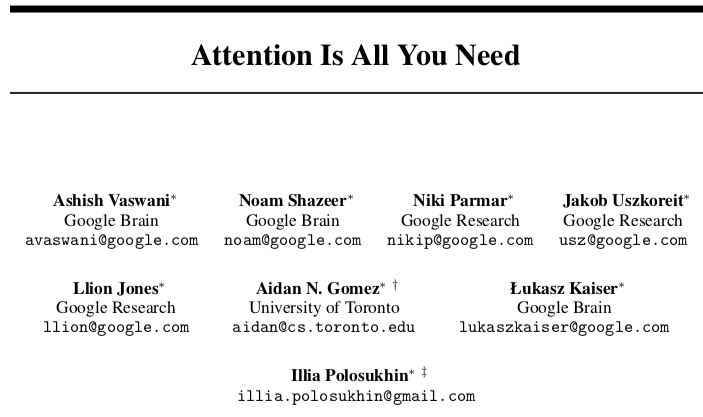 Attention Is All You Need
Ashish Vaswani* Noam Shazeer* Niki Parmar* Jakob Uszkoreit*
Google Brain Google Brain Google Research Google Research
avaswani@google.com noam@google.com nikip@google.com usz@google.com
Llion Jones* Aidan N. Gomez* † Łukasz Kaiser*
Google Research University of Toronto Google Brain
llion@google.com aidan@cs.toronto.edu lukaszkaiser@google.com
Illia Polosukhin* ‡
illia.polosukhin@gmail.com